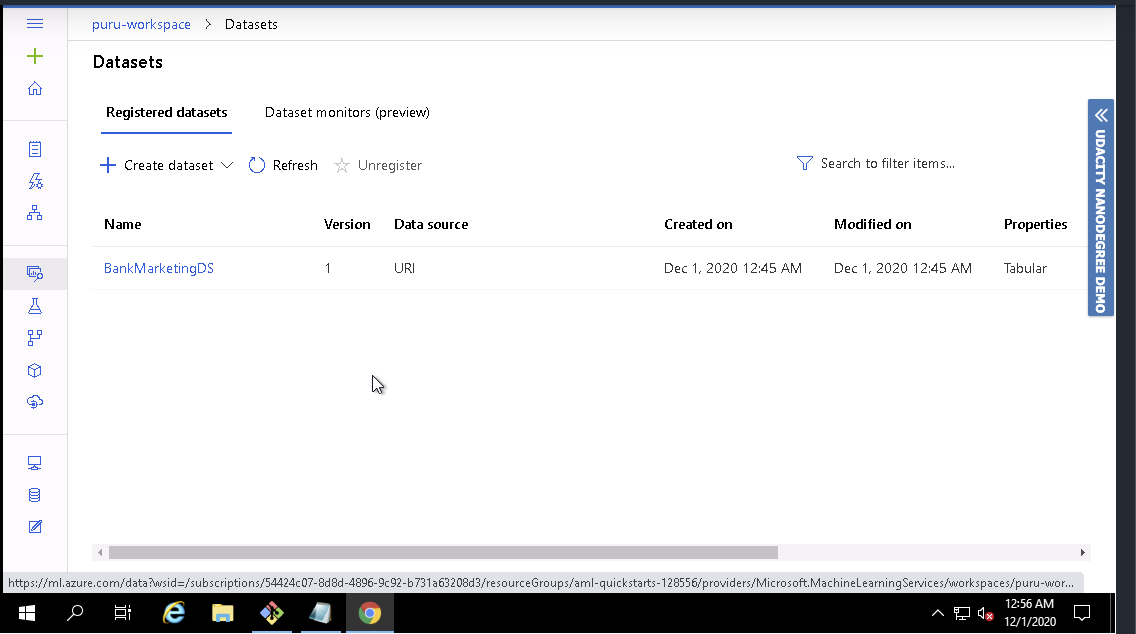 puru-workspace > Datasets
Datasets
Registered datasets Dataset monitors (preview)
Create dataset Refresh Unregister Search to filter items...
Name Version Data source Created on Modified on Properties
BankMarketingDS 1 URI Dec 1, 2020 12:45 AM Dec 1, 2020 12:45 AM Tabular
UDACITY NANODEGREE DEMO
https://ml.azure.com/data?wsid=/subscriptions/54424c07-8d8d-4896-9c92-b731a63208d3/resourceGroups/aml-quickstarts-128556/providers/Microsoft.MachineLearningServices/workspaces/puru-wor...
12:56 AM
12/1/2020